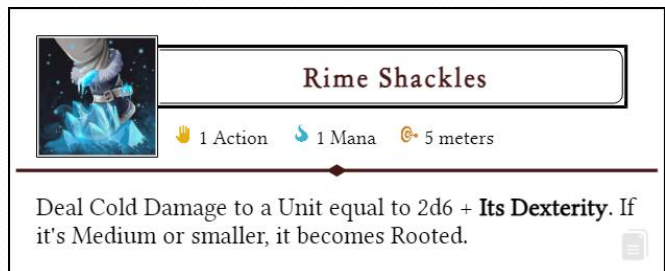 Rime Shackles
1 Action 1 Mana 5 meters
Deal Cold Damage to a Unit equal to 2d6 + Its Dexterity. If
it's Medium or smaller, it becomes Rooted.